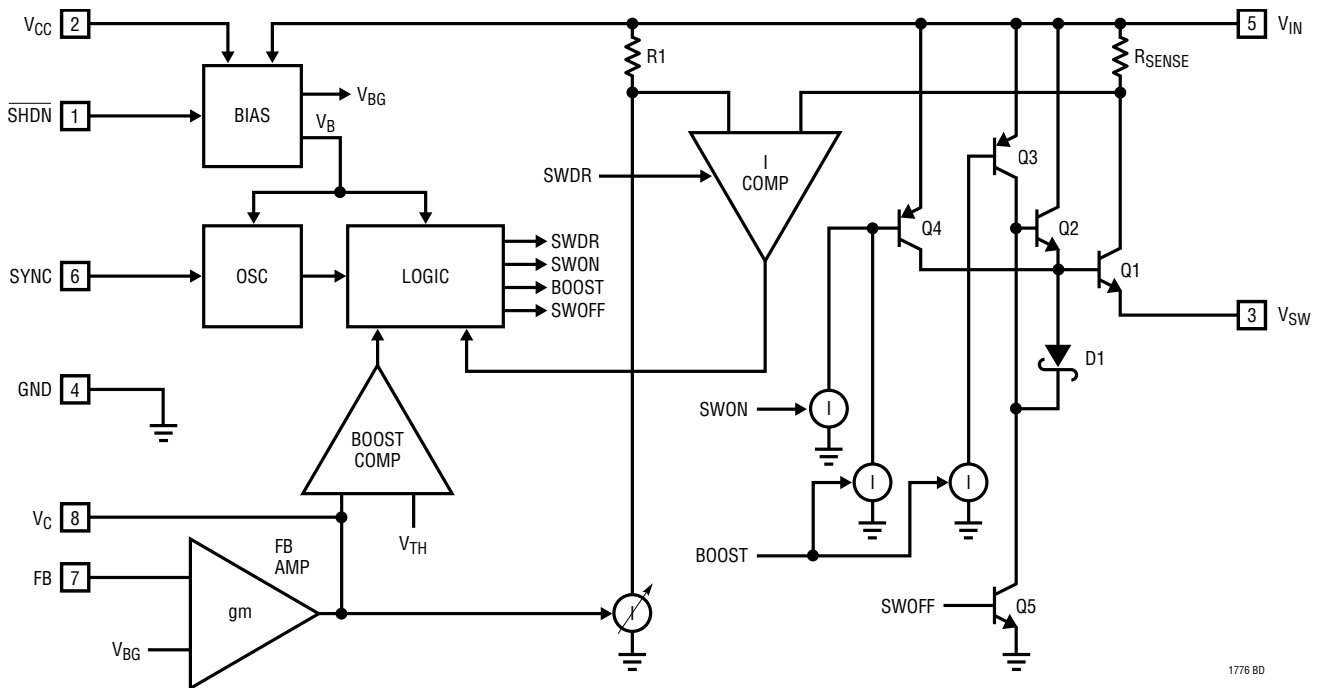 VCC 2
5 VIN
R1
RSENSE
SHDN 1
BIAS
VBG
VB
I
COMP
SWDR
Q3
Q4
Q2
Q1
SYNC 6
OSC
LOGIC
SWDR
SWON
BOOST
SWOFF
3 VSW
D1
GND 4
SWON
I
BOOST
COMP
I
I
VC 8
VTH
FB
AMP
BOOST
FB 7
gm
I
SWOFF
Q5
VBG
1776 BD